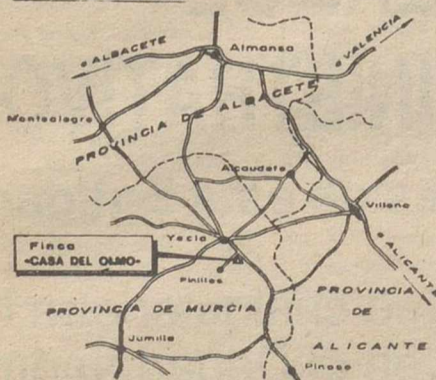 a ALBACETE
Almansa
a VALENCIA
Montealegre
PROVINCIA DE ALBACETE
Alcaudete
Villena
Yecla
Finca
«CASA DEL OLMO»
Pinillos
a ALICANTE
PROVINCIA DE MURCIA
PROVINCIA
DE
ALICANTE
Jumilla
Pinoso